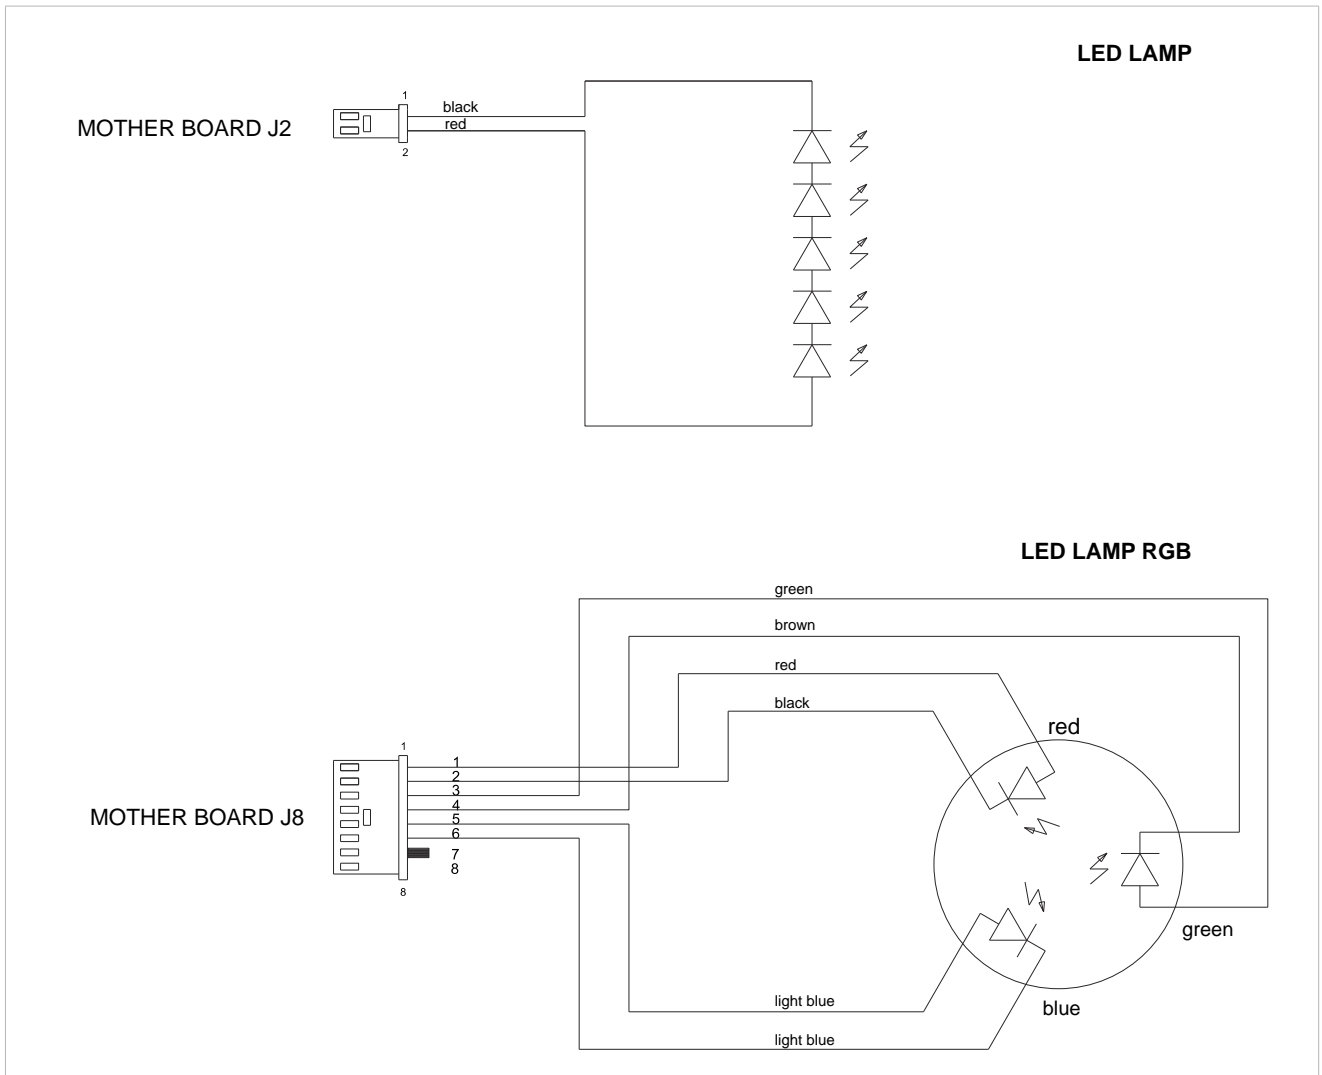 LED LAMP
1
black
MOTHER BOARD J2
red
2
LED LAMP RGB
green
brown
red
black
red
1
1
2
3
4
MOTHER BOARD J8
5
6
7
8
8
green
light blue
blue
light blue